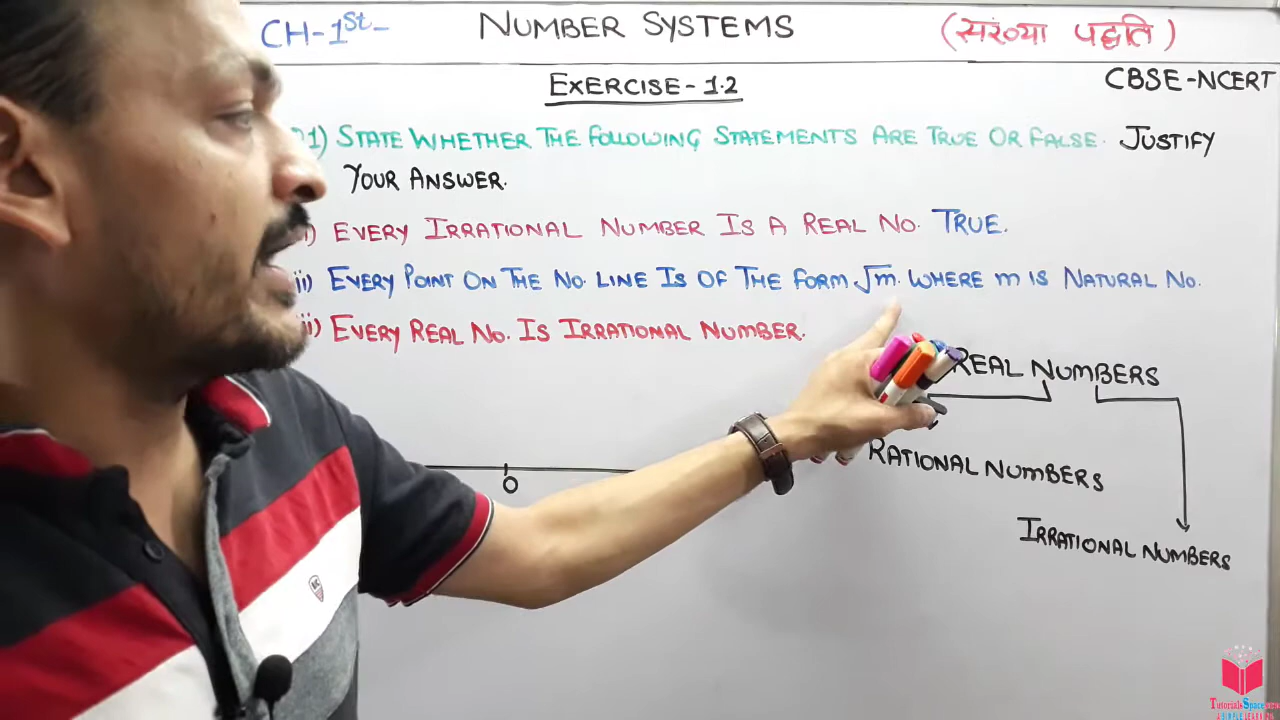 CH-1St-
NUMBER SYSTEMS
(संख्या पद्धति)
EXERCISE-1.2
CBSE-NCERT
1) STATE WHETHER THE FOLLOWING STATEMENTS ARE TRUE OR FALSE. JUSTIFY
YOUR ANSWER.
i) EVERY IRRATIONAL NUMBER IS A REAL NO. TRUE.
ii) EVERY POINT ON THE NO. LINE IS OF THE FORM √m. WHERE m IS NATURAL NO.
ii) EVERY REAL NO. IS IRRATIONAL NUMBER.
REAL NUMBERS
RATIONAL NUMBERS
0
IRRATIONAL NUMBERS